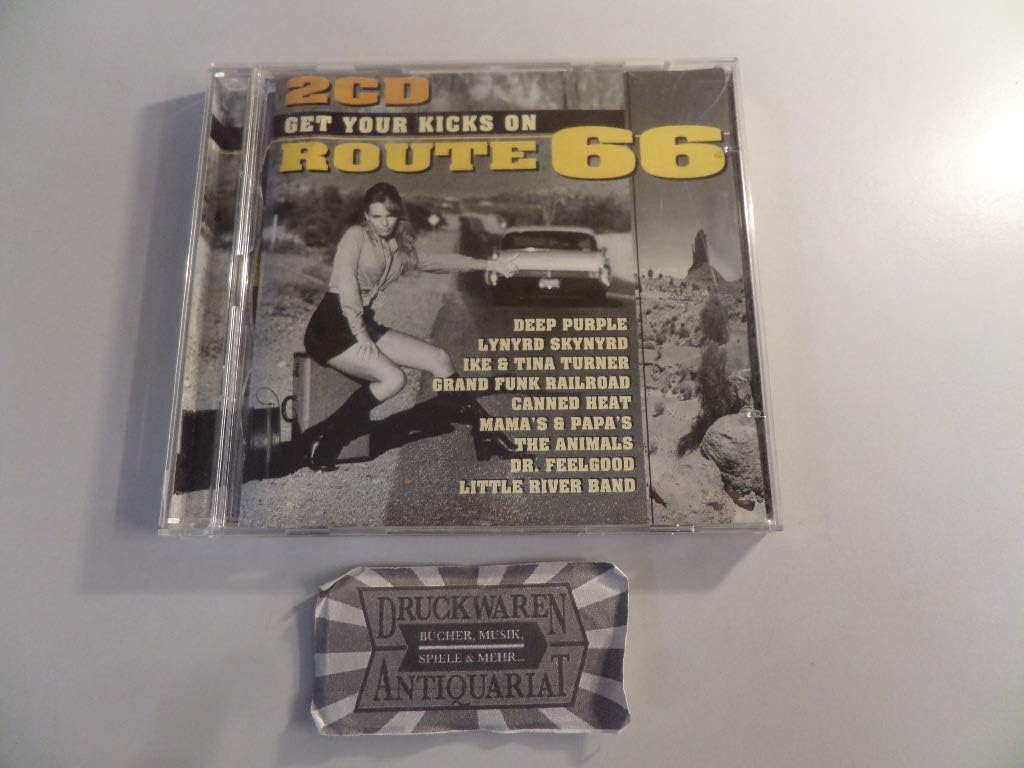 2CD
GET YOUR KICKS ON
ROUTE 66
DEEP PURPLE
LYNYRD SKYNYRD
IKE & TINA TURNER
GRAND FUNK RAILROAD
CANNED HEAT
MAMA'S & PAPA'S
THE ANIMALS
DR. FEELGOOD
LITTLE RIVER BAND
DRUCKWAREN
BÜCHER, MUSIK,
SPIELE & MEHR...
ANTIQUARIAT